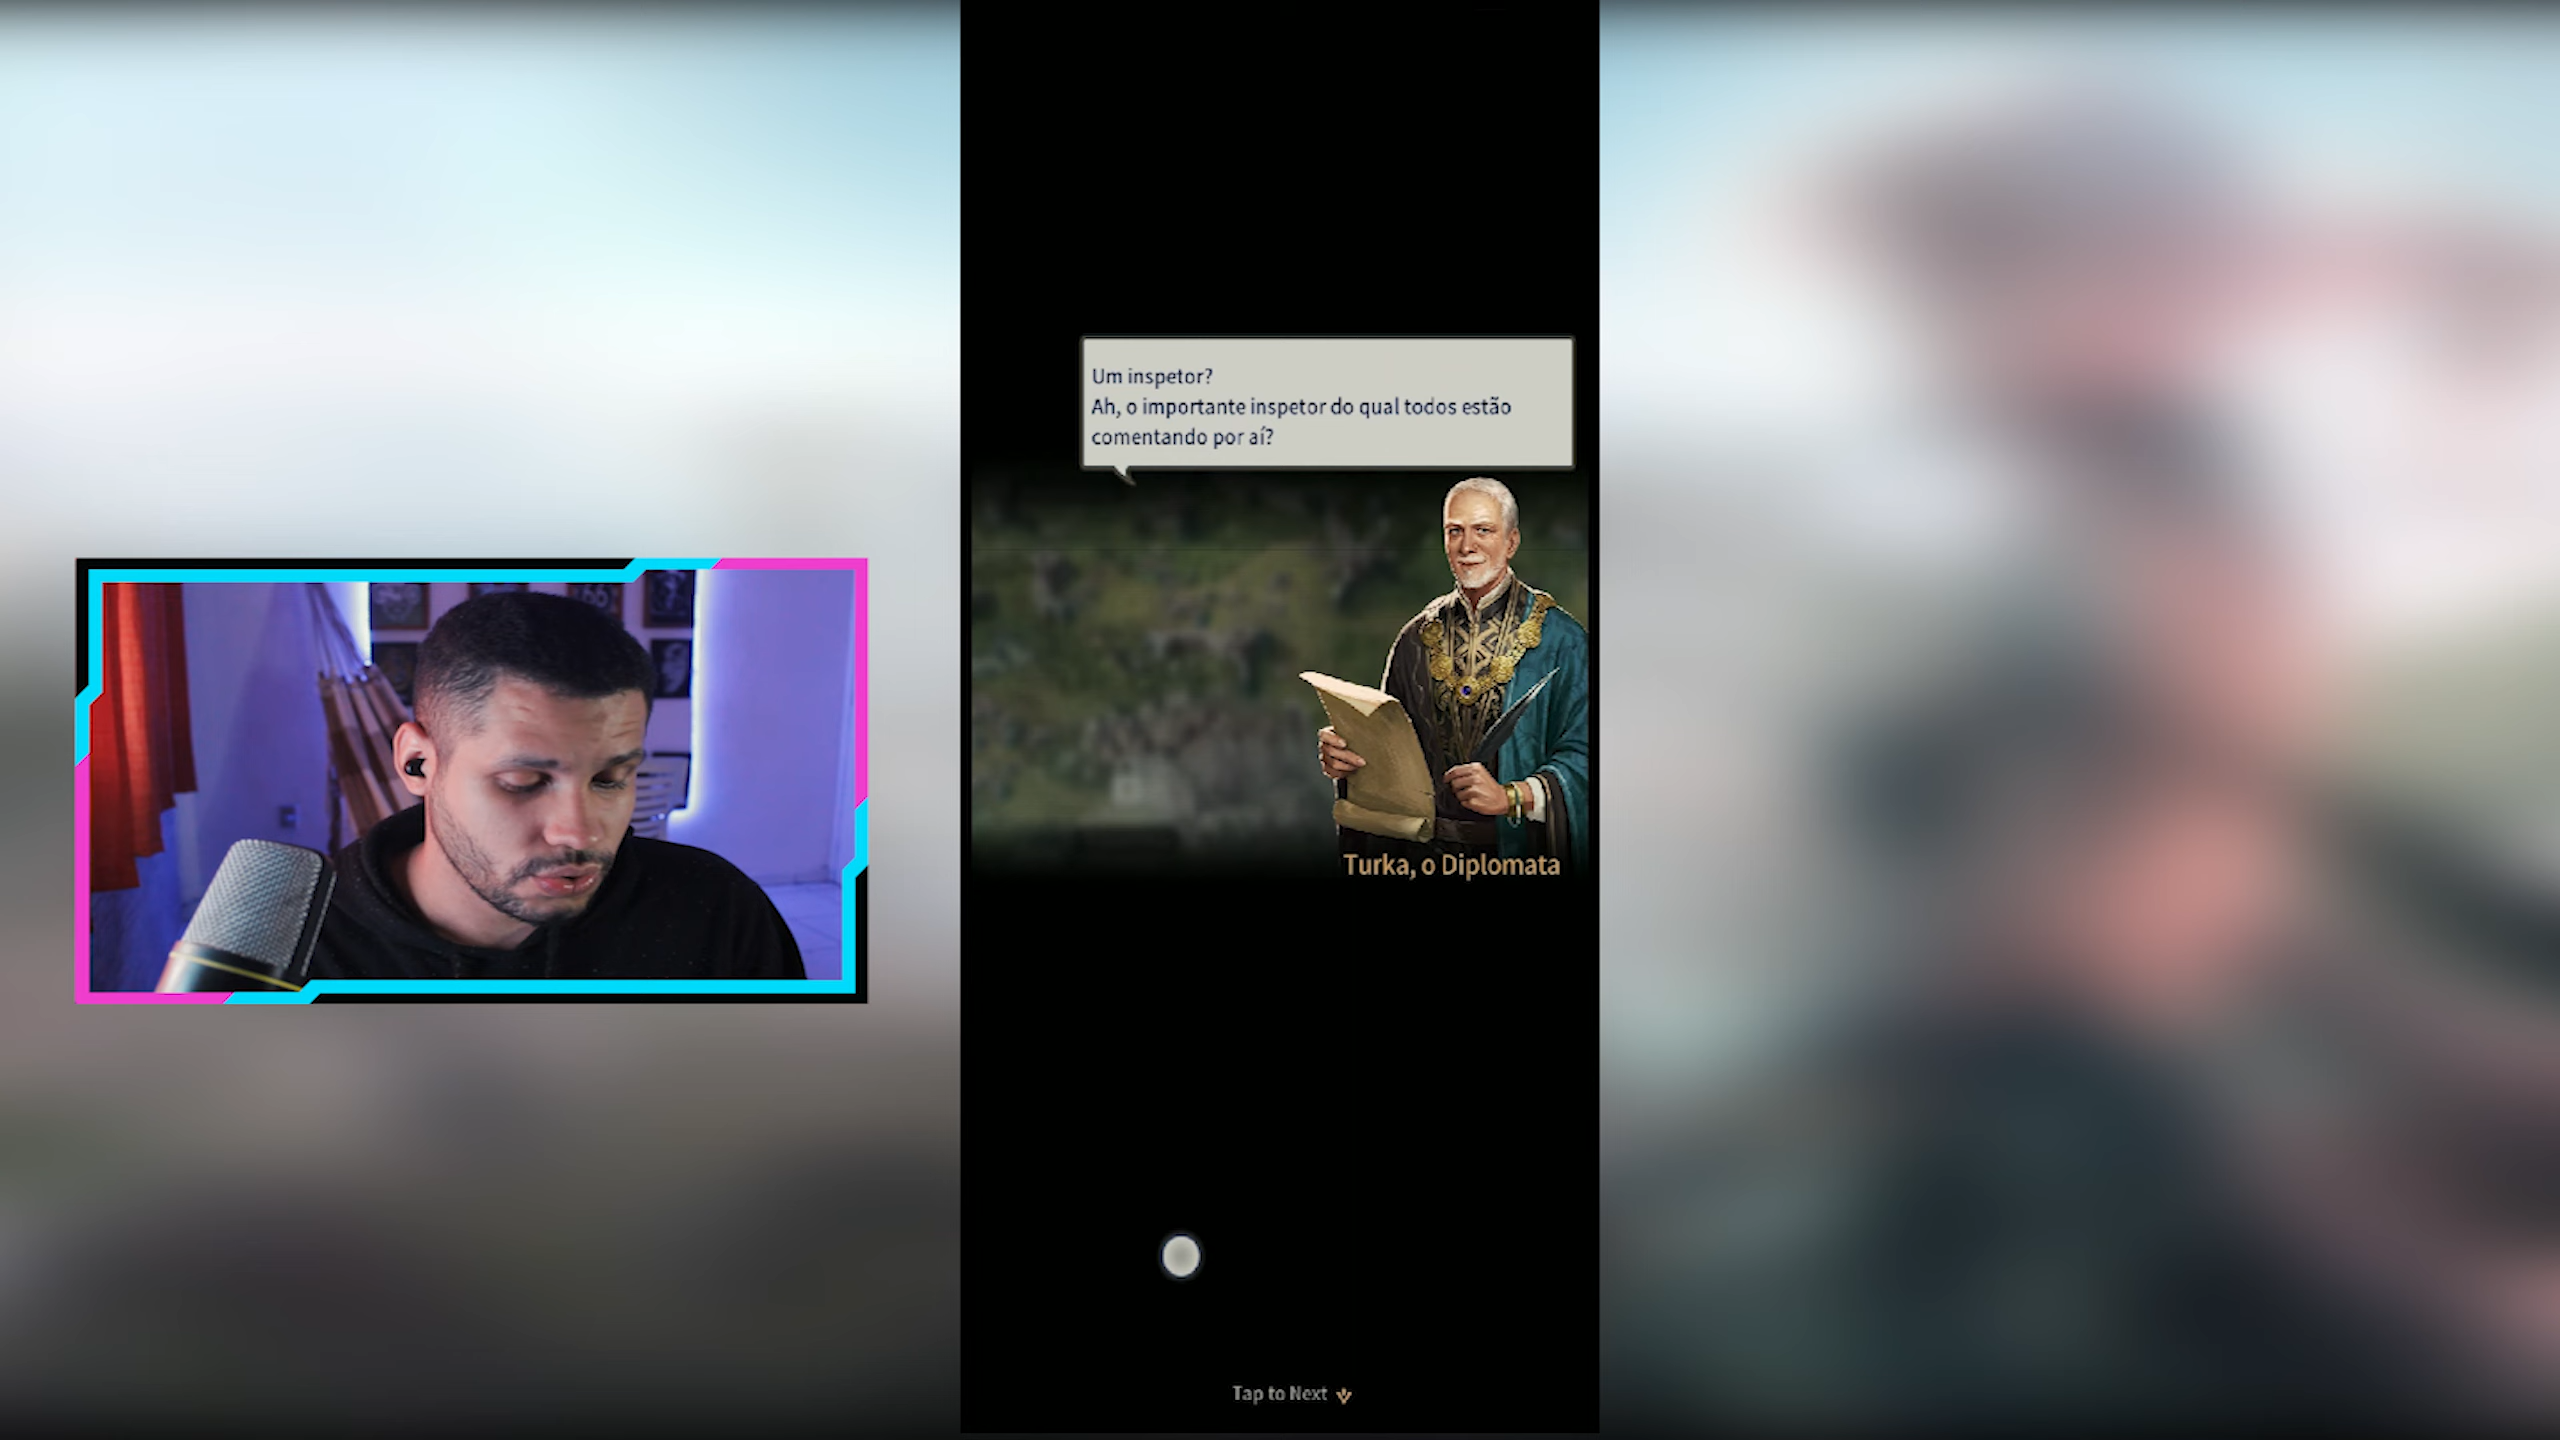 Um inspetor?
Ah, o importante inspetor do qual todos estão
comentando por aí?
Turka, o Diplomata
Tap to Next